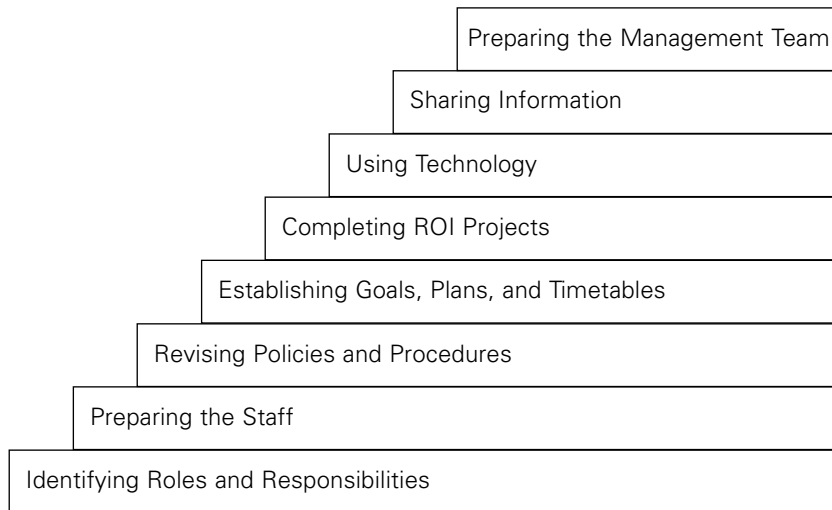 Preparing the Management Team
Sharing Information
Using Technology
Completing ROI Projects
Establishing Goals, Plans, and Timetables
Revising Policies and Procedures
Preparing the Staff
Identifying Roles and Responsibilities